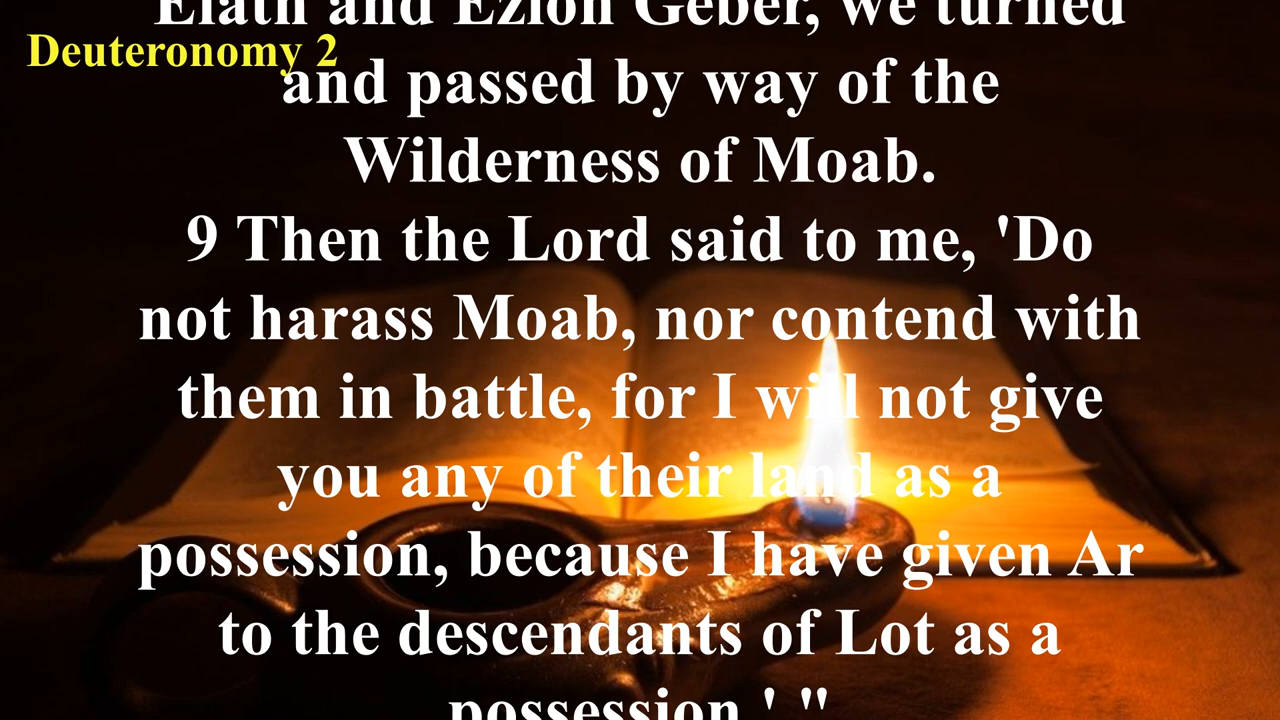 Elath and Ezion Geber, we turned
Deuteronomy 2
and passed by way of the
Wilderness of Moab.
9 Then the Lord said to me, 'Do
not harass Moab, nor contend with
them in battle, for I will not give
you any of their land as a
possession, because I have given Ar
to the descendants of Lot as a
possession.' "